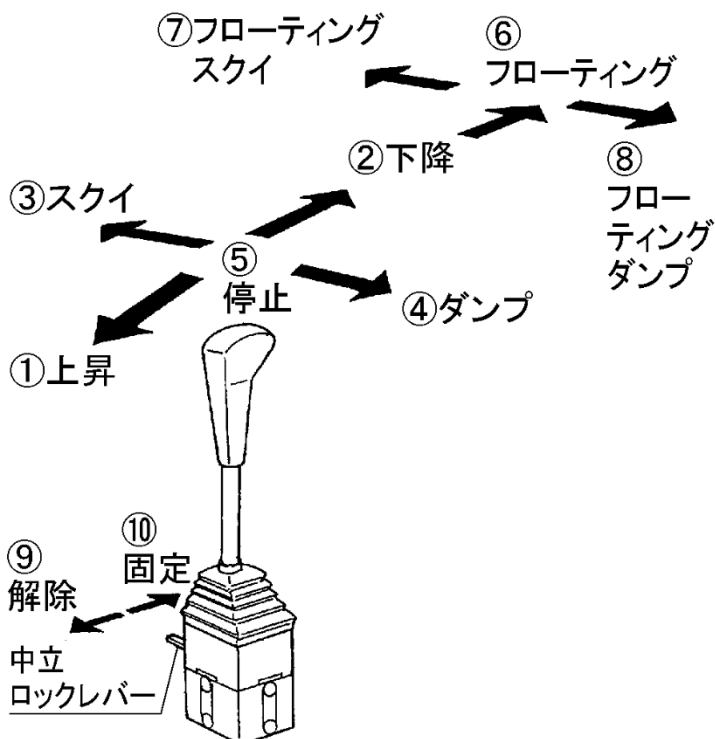 ⑦フローティング
スクイ
⑥
フローティング
②下降
⑧
フロー
ティング
ダンプ
③スクイ
⑤
停止
④ダンプ
①上昇
⑩
固定
⑨
解除
中立
ロックレバー